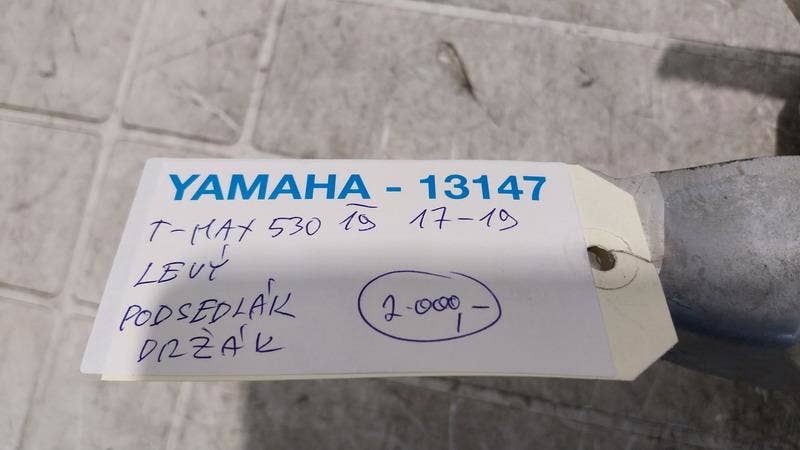 YAMAHA - 13147
T-MAX 530 19 17-19
LEVÝ
PODSEDLÁK
DRŽÁK
2.000,-